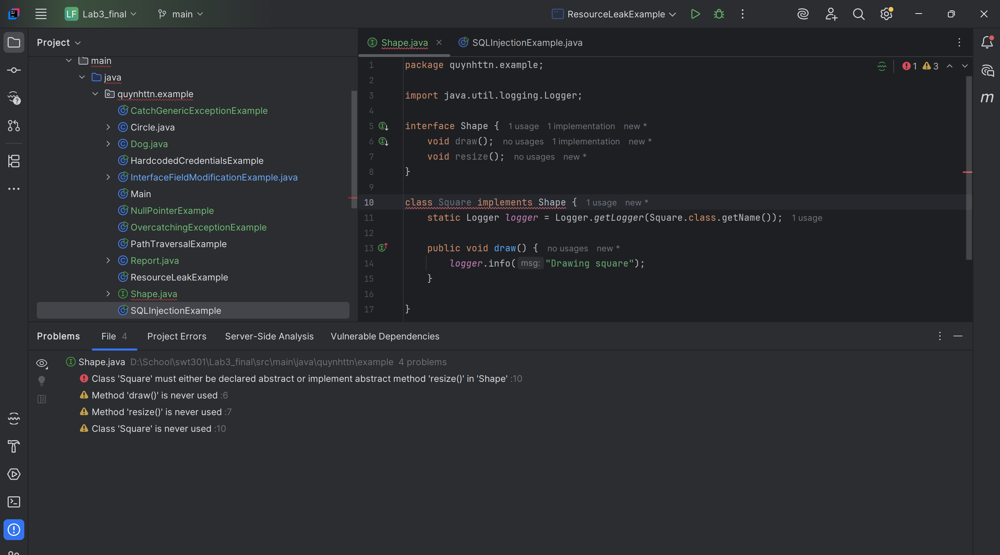 LF Lab3_final main ResourceLeakExample
Project
main
java
quynhttn.example
CatchGenericExceptionExample
Circle.java
Dog.java
HardcodedCredentialsExample
InterfaceFieldModificationExample.java
Main
NullPointerExample
OvercatchingExceptionExample
PathTraversalExample
Report.java
ResourceLeakExample
Shape.java
SQLInjectionExample
Shape.java SQLInjectionExample.java
1 3
1 package quynhttn.example;
2
3 import java.util.logging.Logger;
4
5 interface Shape { 1 usage 1 implementation new *
6 void draw(); no usages 1 implementation new *
7 void resize(); no usages new *
8 }
9
10 class Square implements Shape { 1 usage new *
11 static Logger logger = Logger.getLogger(Square.class.getName()); 1 usage
12
13 public void draw() { no usages new *
14 logger.info( msg: "Drawing square");
15 }
16
17 }
Problems File 4 Project Errors Server-Side Analysis Vulnerable Dependencies
Shape.java D:\School\swt301\Lab3_final\src\main\java\quynhttn\example 4 problems
Class 'Square' must either be declared abstract or implement abstract method 'resize()' in 'Shape' :10
Method 'draw()' is never used :6
Method 'resize()' is never used :7
Class 'Square' is never used :10